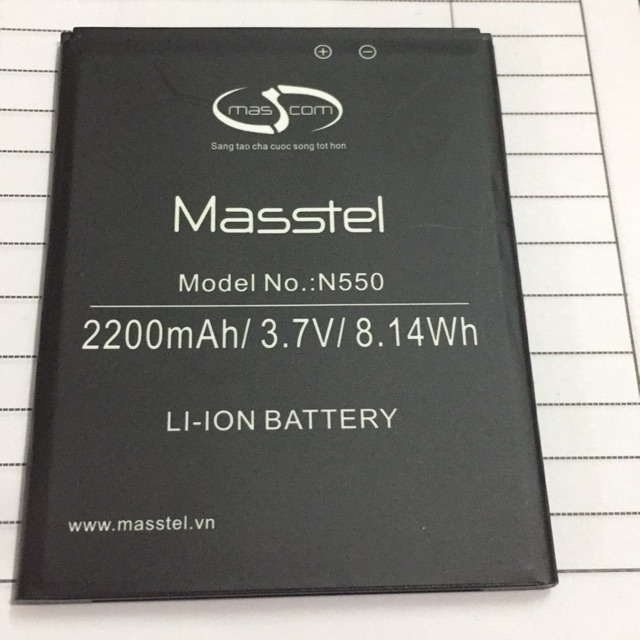 + -
mascom
Sang tao cha cuoc song tot hon
Masstel
Model No.:N550
2200mAh/ 3.7V/ 8.14Wh
LI-ION BATTERY
www.masstel.vn